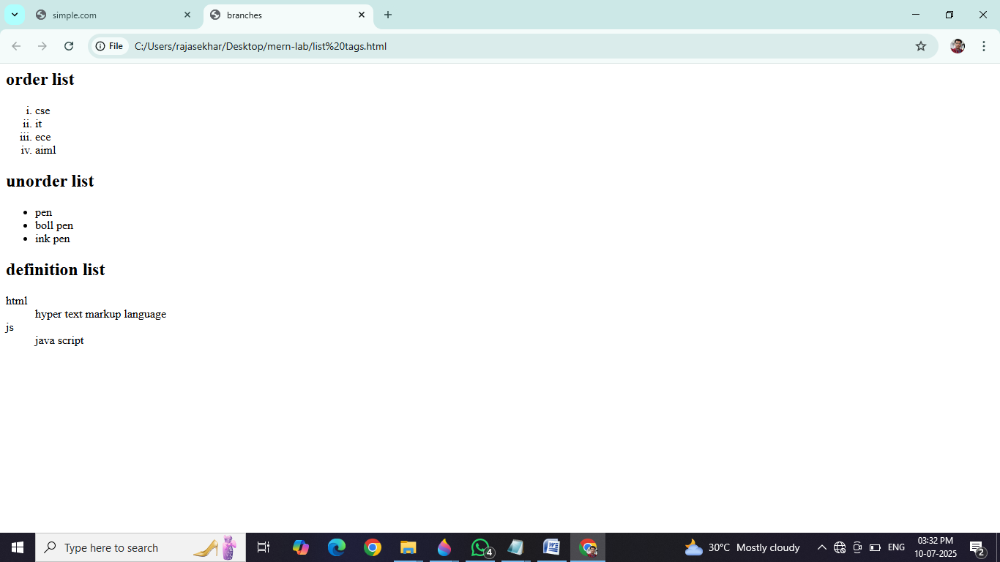 simple.com
branches
File
C:/Users/rajasekhar/Desktop/mern-lab/list%20tags.html
order list
i. cse
ii. it
iii. ece
iv. aiml
unorder list
• pen
• boll pen
• ink pen
definition list
html
hyper text markup language
js
java script
Type here to search
4
W
30°C Mostly cloudy
ENG
03:32 PM
10-07-2025
2